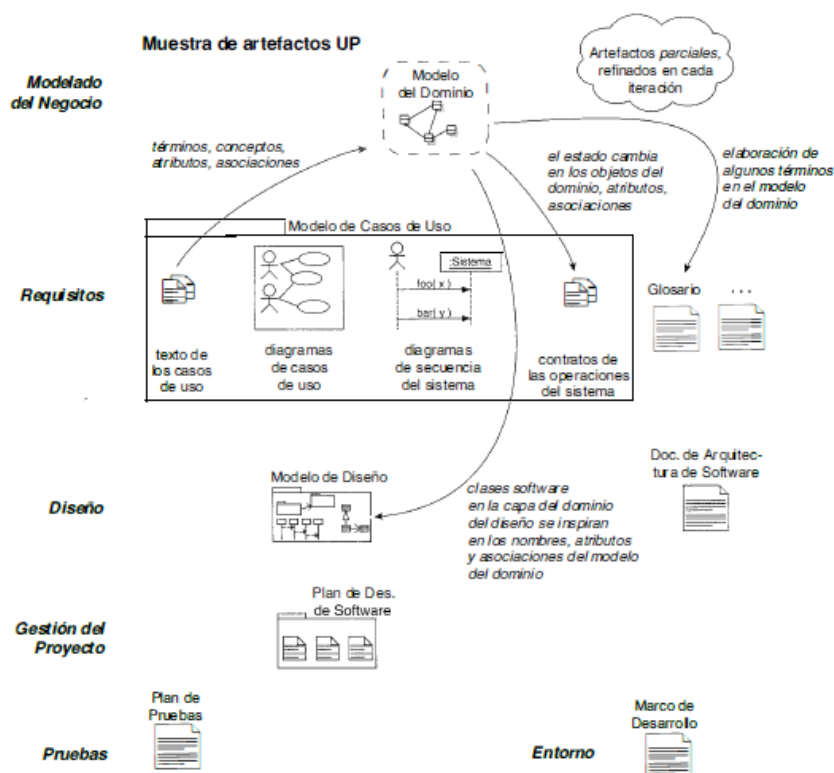 Muestra de artefactos UP
Modelado
del Negocio
Modelo
del Dominio
Artefactos parciales,
refinados en cada
iteración
términos, conceptos,
atributos, asociaciones
el estado cambia
en los objetos del
dominio, atributos,
asociaciones
elaboración de
algunos términos
en el modelo
del dominio
Modelo de Casos de Uso
Requisitos
:Sistema
foo( x )
bar( y )
Glosario
. . .
texto de
los casos
de uso
diagramas
de casos
de uso
diagramas
de secuencia
del sistema
contratos de
las operaciones
del sistema
Diseño
Modelo de Diseño
clases software
en la capa del dominio
del diseño se inspiran
en los nombres, atributos
y asociaciones del modelo
del dominio
Doc. de Arquitec-
tura de Software
Gestión del
Proyecto
Plan de Des.
de Software
Plan de
Pruebas
Pruebas
Entorno
Marco de
Desarrollo